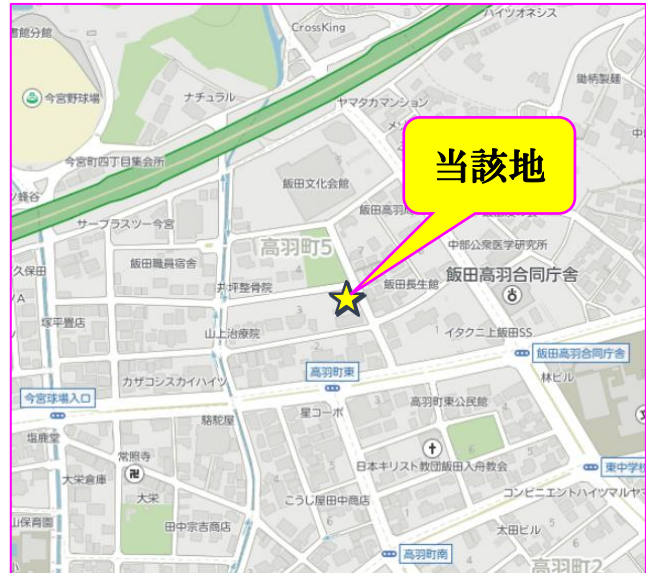 ハイツオネシス
CrossKing
書館分館
鋤柄製麺
今宮野球場
ナチュラル
ヤマタカマンション
当該地
今宮町四丁目集会所
飯田文化会館
サープラスツー今宮
高羽町5
飯田職員宿舎
中部公衆医学研究所
久保田
井坪整骨院
飯田長生館
飯田高羽合同庁舎
塚平畳店
山上治療院
イタクニ上飯田SS
飯田高羽合同庁舎
高羽町東
林ビル
カザコシスカイハイツ
今宮球場入口
駱駝屋
星コーポ
高羽町東公民館
塩鹿堂
常照寺
日本キリスト教団飯田入舟教会
東中学校
大栄倉庫
こうじ屋田中商店
コンビニエントハイツマルヤマ
大栄
山保育園
田中宗吉商店
太田ビル
高羽町南
高羽町2